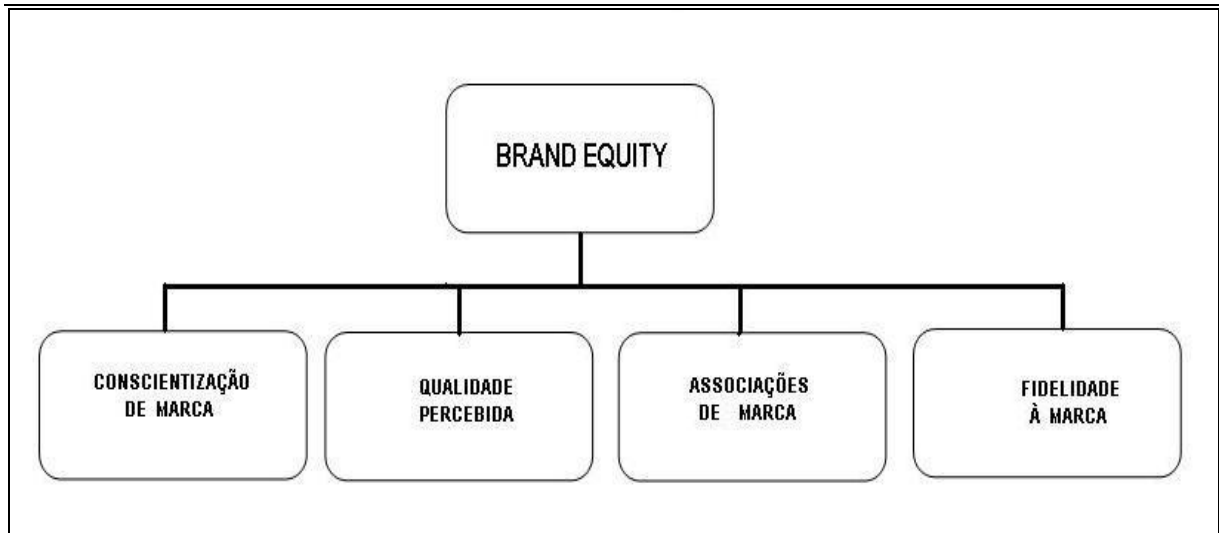 BRAND EQUITY
CONSCIENTIZAÇÃO
DE MARCA
QUALIDADE
PERCEBIDA
ASSOCIAÇÕES
DE MARCA
FIDELIDADE
À MARCA